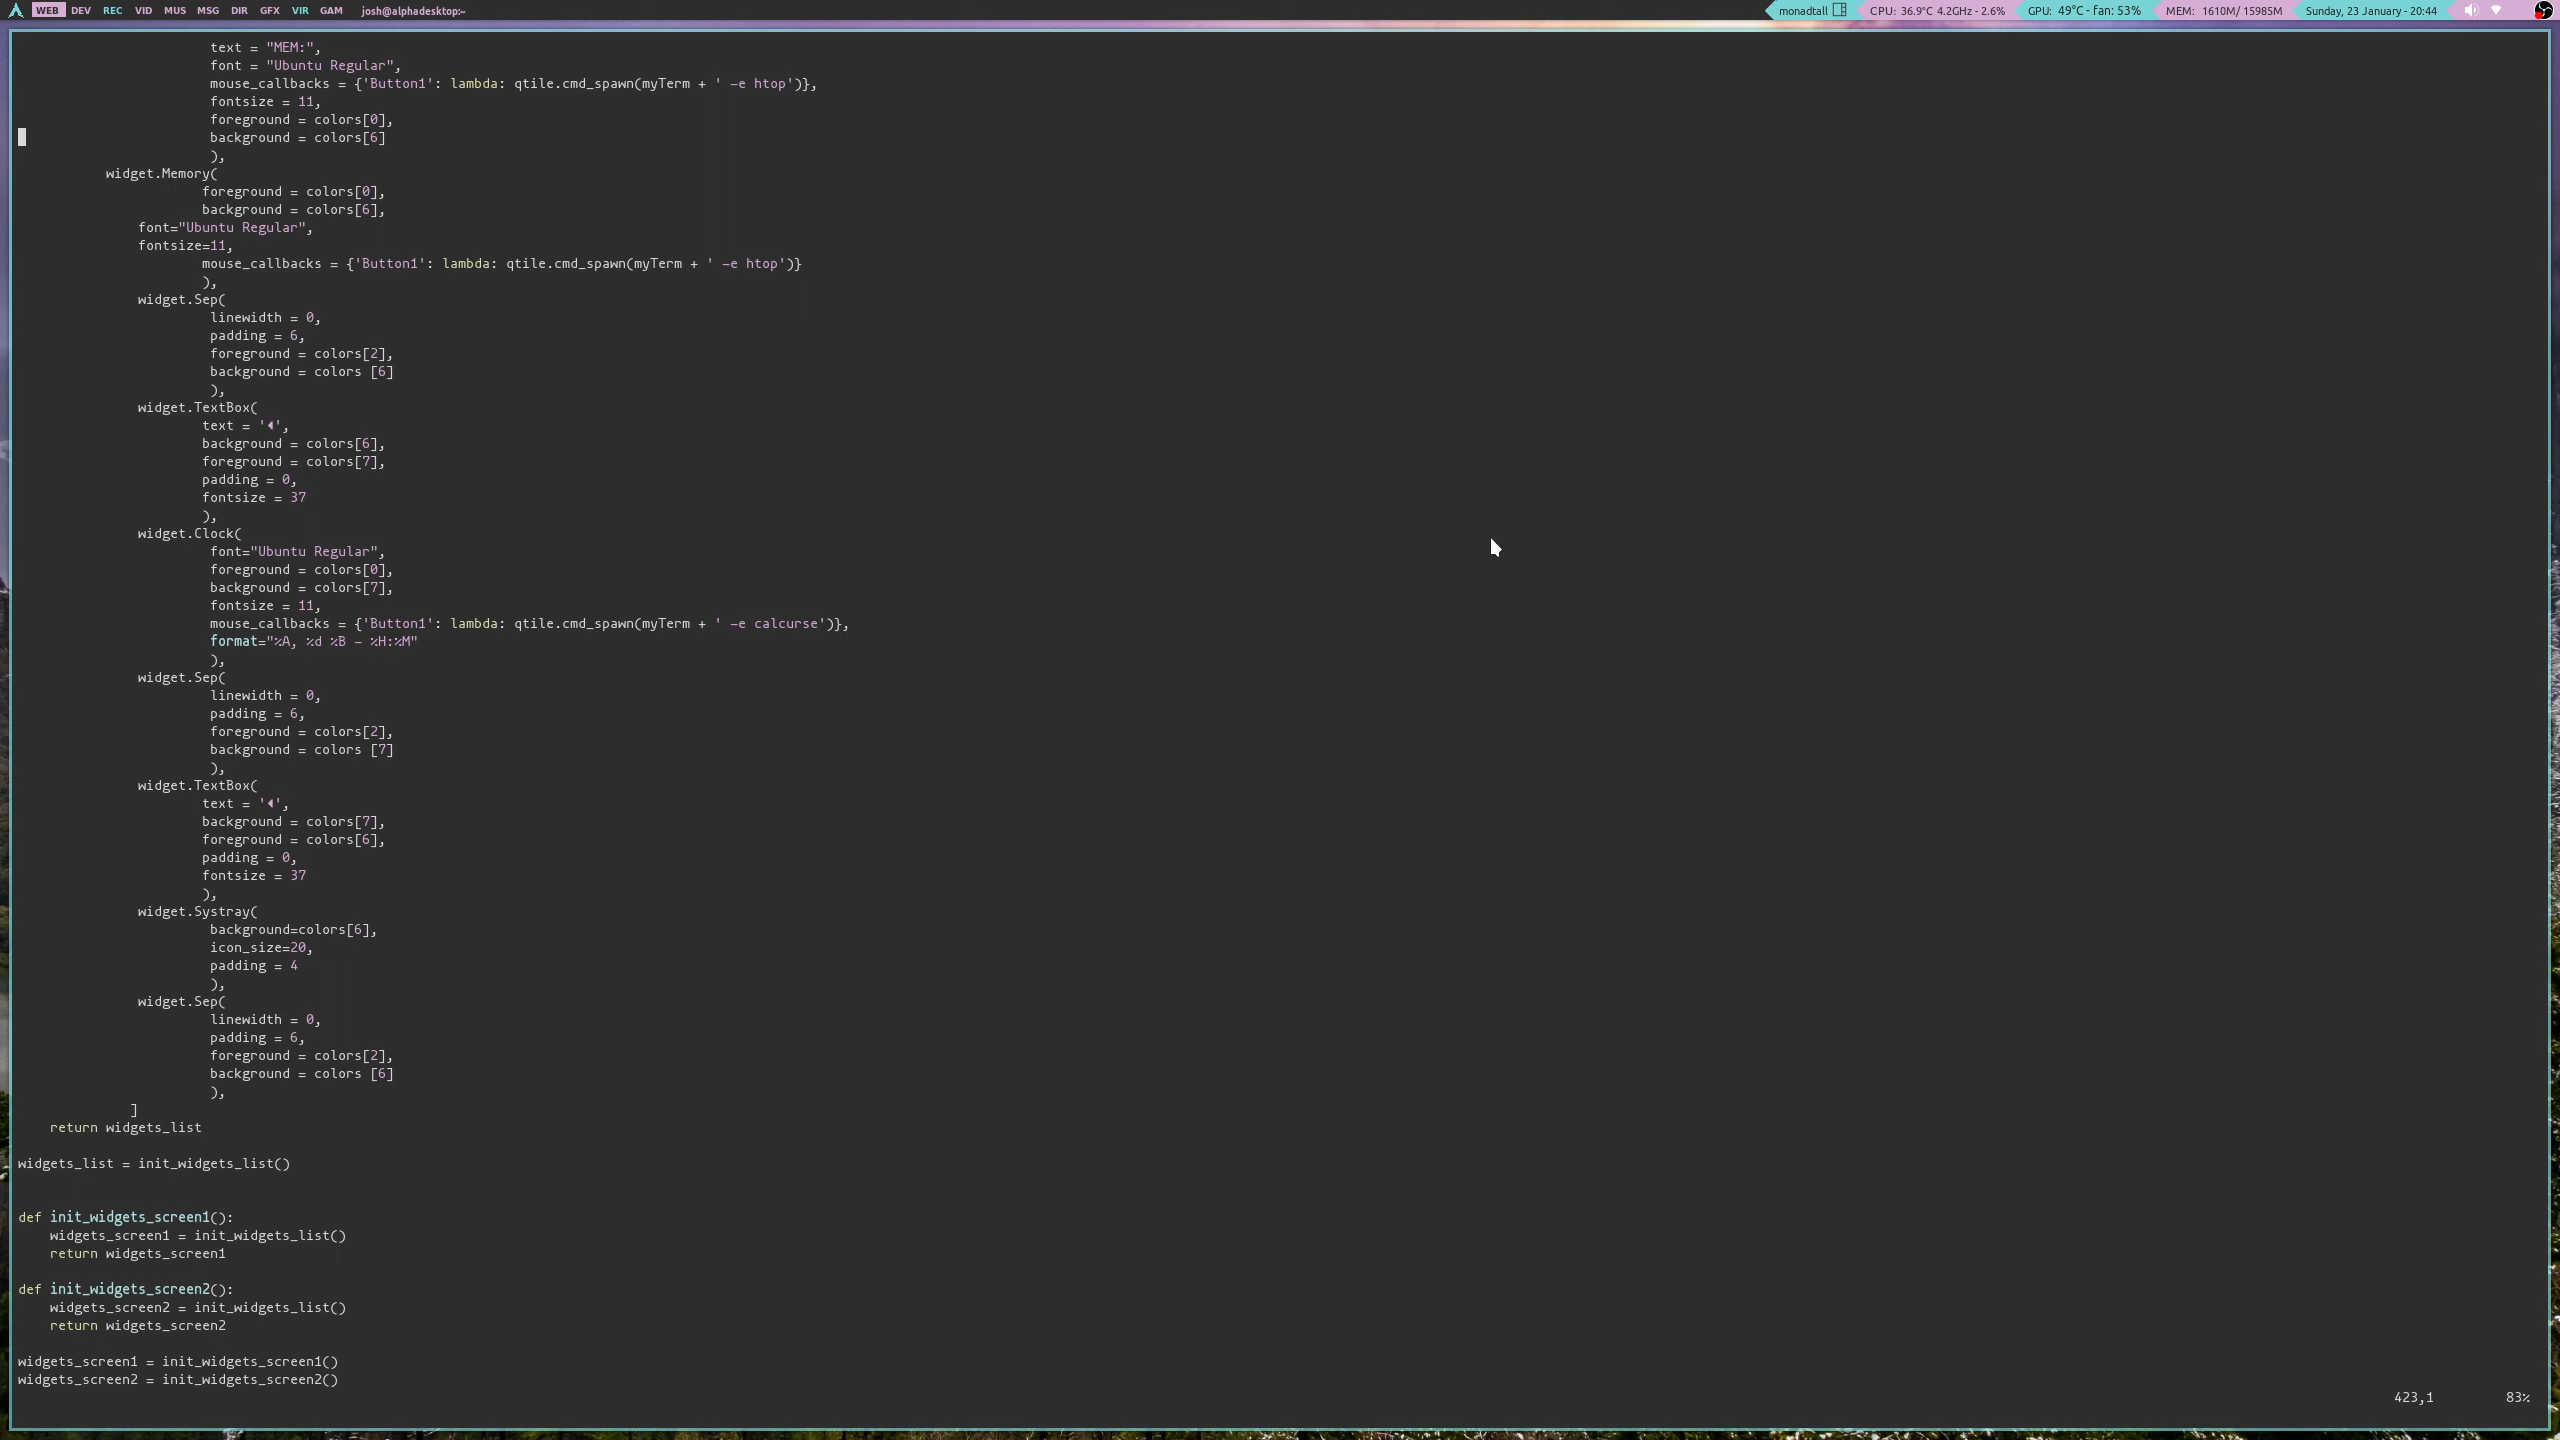 WEB DEV REC VID MUS MSG DIR GFX VIR GAM josh@alphadesktop:~ monadtall CPU: 36.9°C 4.2GHz - 2.6% GPU: 49°C - fan: 53% MEM: 1610M/ 15985M Sunday, 23 January - 20:44
text = "MEM:",
font = "Ubuntu Regular",
mouse_callbacks = {'Button1': lambda: qtile.cmd_spawn(myTerm + ' -e htop')},
fontsize = 11,
foreground = colors[0],
background = colors[6]
),
widget.Memory(
foreground = colors[0],
background = colors[6],
font="Ubuntu Regular",
fontsize=11,
mouse_callbacks = {'Button1': lambda: qtile.cmd_spawn(myTerm + ' -e htop')}
),
widget.Sep(
linewidth = 0,
padding = 6,
foreground = colors[2],
background = colors [6]
),
widget.TextBox(
text = '◀',
background = colors[6],
foreground = colors[7],
padding = 0,
fontsize = 37
),
widget.Clock(
font="Ubuntu Regular",
foreground = colors[0],
background = colors[7],
fontsize = 11,
mouse_callbacks = {'Button1': lambda: qtile.cmd_spawn(myTerm + ' -e calcurse')},
format="%A, %d %B - %H:%M"
),
widget.Sep(
linewidth = 0,
padding = 6,
foreground = colors[2],
background = colors [7]
),
widget.TextBox(
text = '◀',
background = colors[7],
foreground = colors[6],
padding = 0,
fontsize = 37
),
widget.Systray(
background=colors[6],
icon_size=20,
padding = 4
),
widget.Sep(
linewidth = 0,
padding = 6,
foreground = colors[2],
background = colors [6]
),
]
return widgets_list
widgets_list = init_widgets_list()
def init_widgets_screen1():
widgets_screen1 = init_widgets_list()
return widgets_screen1
def init_widgets_screen2():
widgets_screen2 = init_widgets_list()
return widgets_screen2
widgets_screen1 = init_widgets_screen1()
widgets_screen2 = init_widgets_screen2()
423,1 83%